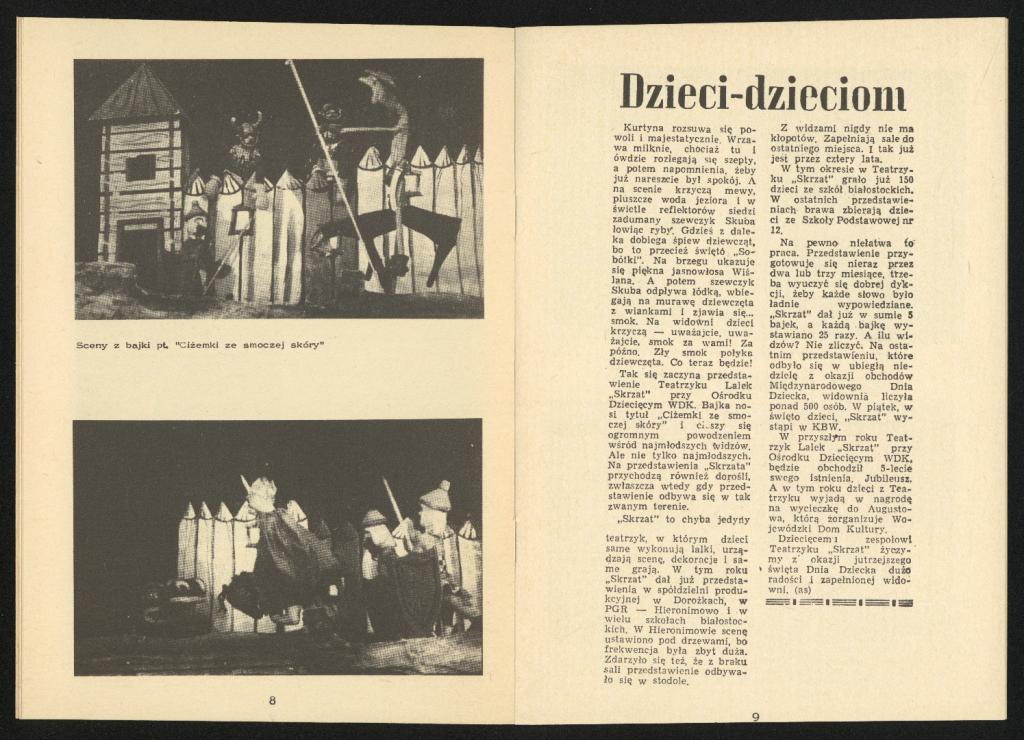 Sceny z bajki pt. "Ciżemki ze smoczej skóry"
8
Dzieci-dzieciom
Kurtyna rozsuwa się po-
woli i majestatycznie. Wrza-
wa milknie, chociaż tu i
ówdzie rozlegają się szepty,
a potem napomnienia, żeby
już nareszcie był spokój. A
na scenie krzyczą mewy,
pluszcze woda jeziora i w
świetle reflektorów siedzi
zadumany szewczyk Skuba
łowiąc ryby. Gdzieś z dale-
ka dobiega śpiew dziewcząt,
bo to przecież święto „So-
bótki". Na brzegu ukazuje
się piękna jasnowłosa Wiś-
lana. A potem szewczyk
Skuba odpływa łódką, wbie-
gają na murawę dziewczęta
z wiankami i zjawia się...
smok. Na widowni dzieci
krzyczą — uważajcie, uwa-
żajcie, smok za wami! Za
późno. Zły smok połyka
dziewczęta. Co teraz będzie!
Tak się zaczyna przedsta-
wienie Teatrzyku Lalek
„Skrzat" przy Ośrodku
Dziecięcym WDK. Bajka no-
si tytuł „Ciżemki ze smo-
czej skóry" i cieszy się
ogromnym powodzeniem
wśród najmłodszych widzów.
Ale nie tylko najmłodszych.
Na przedstawienia „Skrzata"
przychodzą również dorośli,
zwłaszcza wtedy gdy przed-
stawienie odbywa się w tak
zwanym terenie.
„Skrzat" to chyba jedyny
teatrzyk, w którym dzieci
same wykonują lalki, urzą-
dzają scenę, dekoracje i sa-
me grają. W tym roku
„Skrzat" dał już przedsta-
wienia w spółdzielni produ-
kcyjnej w Dorożkach, w
PGR — Hieronimowo i w
wielu szkołach białostoc-
kich. W Hieronimowie scenę
ustawiono pod drzewami, bo
frekwencja była zbyt duża.
Zdarzyło się też, że z braku
sali przedstawienie odbywa-
ło się w stodole.
Z widzami nigdy nie ma
kłopotów. Zapełniają sale do
ostatniego miejsca. I tak już
jest przez cztery lata.
W tym okresie w Teatrzy-
ku „Skrzat" grało już 150
dzieci ze szkół białostockich.
W ostatnich przedstawie-
niach brawa zbierają dzie-
ci ze Szkoły Podstawowej nr
12.
Na pewno niełatwa to
praca. Przedstawienie przy-
gotowuje się nieraz przez
dwa lub trzy miesiące, trze-
ba wyuczyć się dobrej dyk-
cji, żeby każde słowo było
ładnie wypowiedziane.
„Skrzat" dał już w sumie 5
bajek, a każdą bajkę wy-
stawiano 25 razy. A ilu wi-
dzów? Nie zliczyć. Na osta-
tnim przedstawieniu, które
odbyło się w ubiegłą nie-
dzielę z okazji obchodów
Międzynarodowego Dnia
Dziecka, widownia liczyła
ponad 500 osób. W piątek, w
święto dzieci, „Skrzat" wy-
stąpi w KBW.
W przyszłym roku Teat-
rzyk Lalek „Skrzat" przy
Ośrodku Dziecięcym WDK,
będzie obchodził 5-lecie
swego istnienia. Jubileusz.
A w tym roku dzieci z Tea-
trzyku wyjadą w nagrodę
na wycieczkę do Augusto-
wa, którą zorganizuje Wo-
jewódzki Dom Kultury.
Dziecięcemu zespołowi
Teatrzyku „Skrzat" życzy-
my z okazji jutrzejszego
święta Dnia Dziecka dużo
radości i zapełnionej wido-
wni. (as)
9